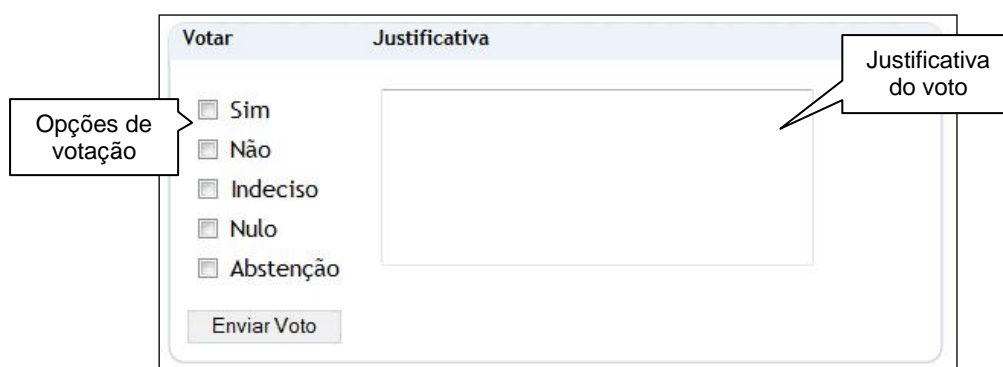 Votar Justificativa
Justificativa
do voto
Opções de
votação
Sim
Não
Indeciso
Nulo
Abstenção
Enviar Voto